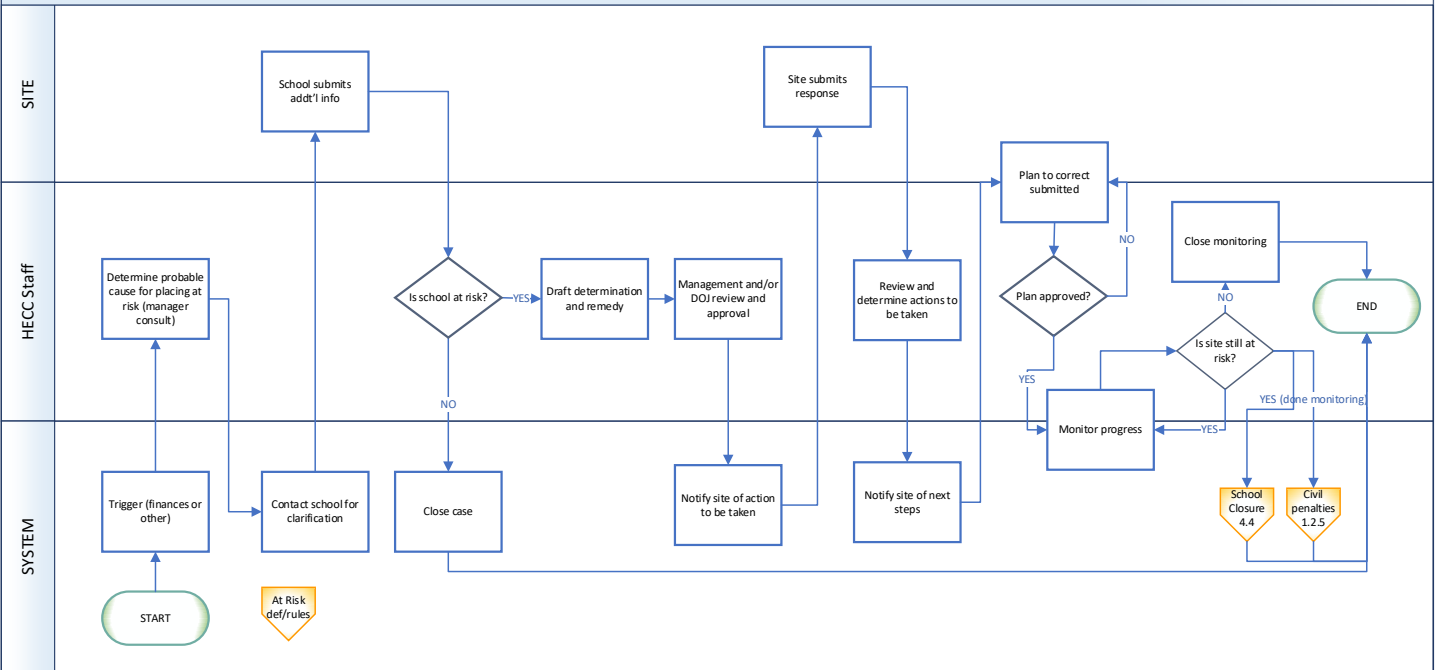 SITE
School submits
addt'l info
Site submits
response
Plan to correct
submitted
HECC Staff
Determine probable
cause for placing at
risk (manager
consult)
Is school at risk?
YES
Draft determination
and remedy
Management and/or
DOJ review and
approval
Review and
determine actions to
be taken
Plan approved?
NO
Close monitoring
NO
END
Is site still at
risk?
YES
YES (done monitoring)
NO
Monitor progress
YES
SYSTEM
Trigger (finances or
other)
Contact school for
clarification
Close case
Notify site of action
to be taken
Notify site of next
steps
School
Closure
4.4
Civil
penalties
1.2.5
START
At Risk
def/rules